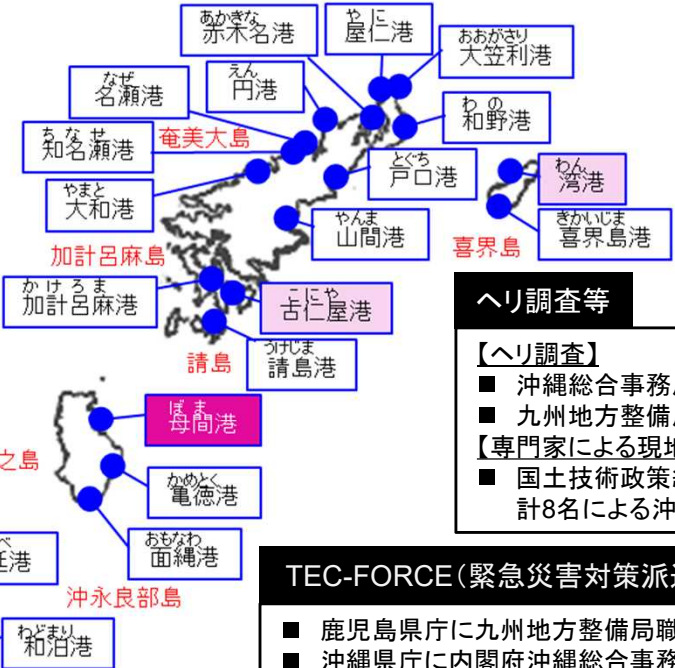 あかきな
赤木名港
やに
屋仁港
おおがさり
大笠利港
なぜ
名瀬港
えん
円港
わの
和野港
ちなせ
知名瀬港
奄美大島
とぐち
戸口港
わん
湾港
やまと
大和港
やんま
山間港
きかいじま
喜界島港
喜界島
加計呂麻島
かけろま
加計呂麻港
こにや
古仁屋港
請島
うけじま
請島港
ぼま
母間港
之島
かめとく
亀徳港
おもなわ
面縄港
港
沖永良部島
わどまり
和泊港
ヘリ調査等
【ヘリ調査】
■ 沖縄総合事務
■ 九州地方整備
【専門家による現地
■ 国土技術政策
計8名による沖
TEC-FORCE(緊急災害対策派
■ 鹿児島県庁に九州地方整備局職
■ 沖縄県庁に内閣府沖縄総合事務